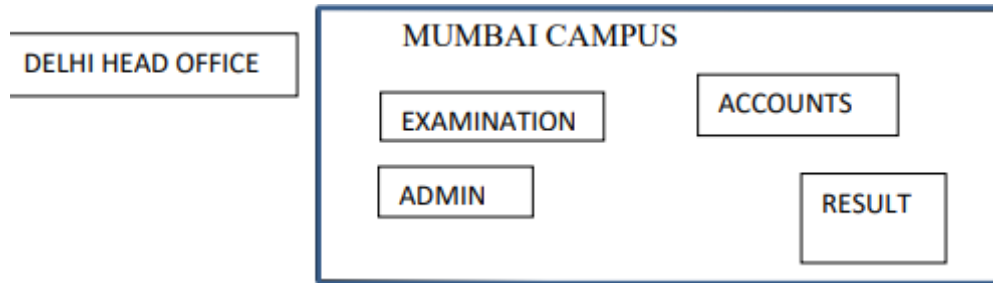 DELHI HEAD OFFICE
MUMBAI CAMPUS
EXAMINATION
ACCOUNTS
ADMIN
RESULT